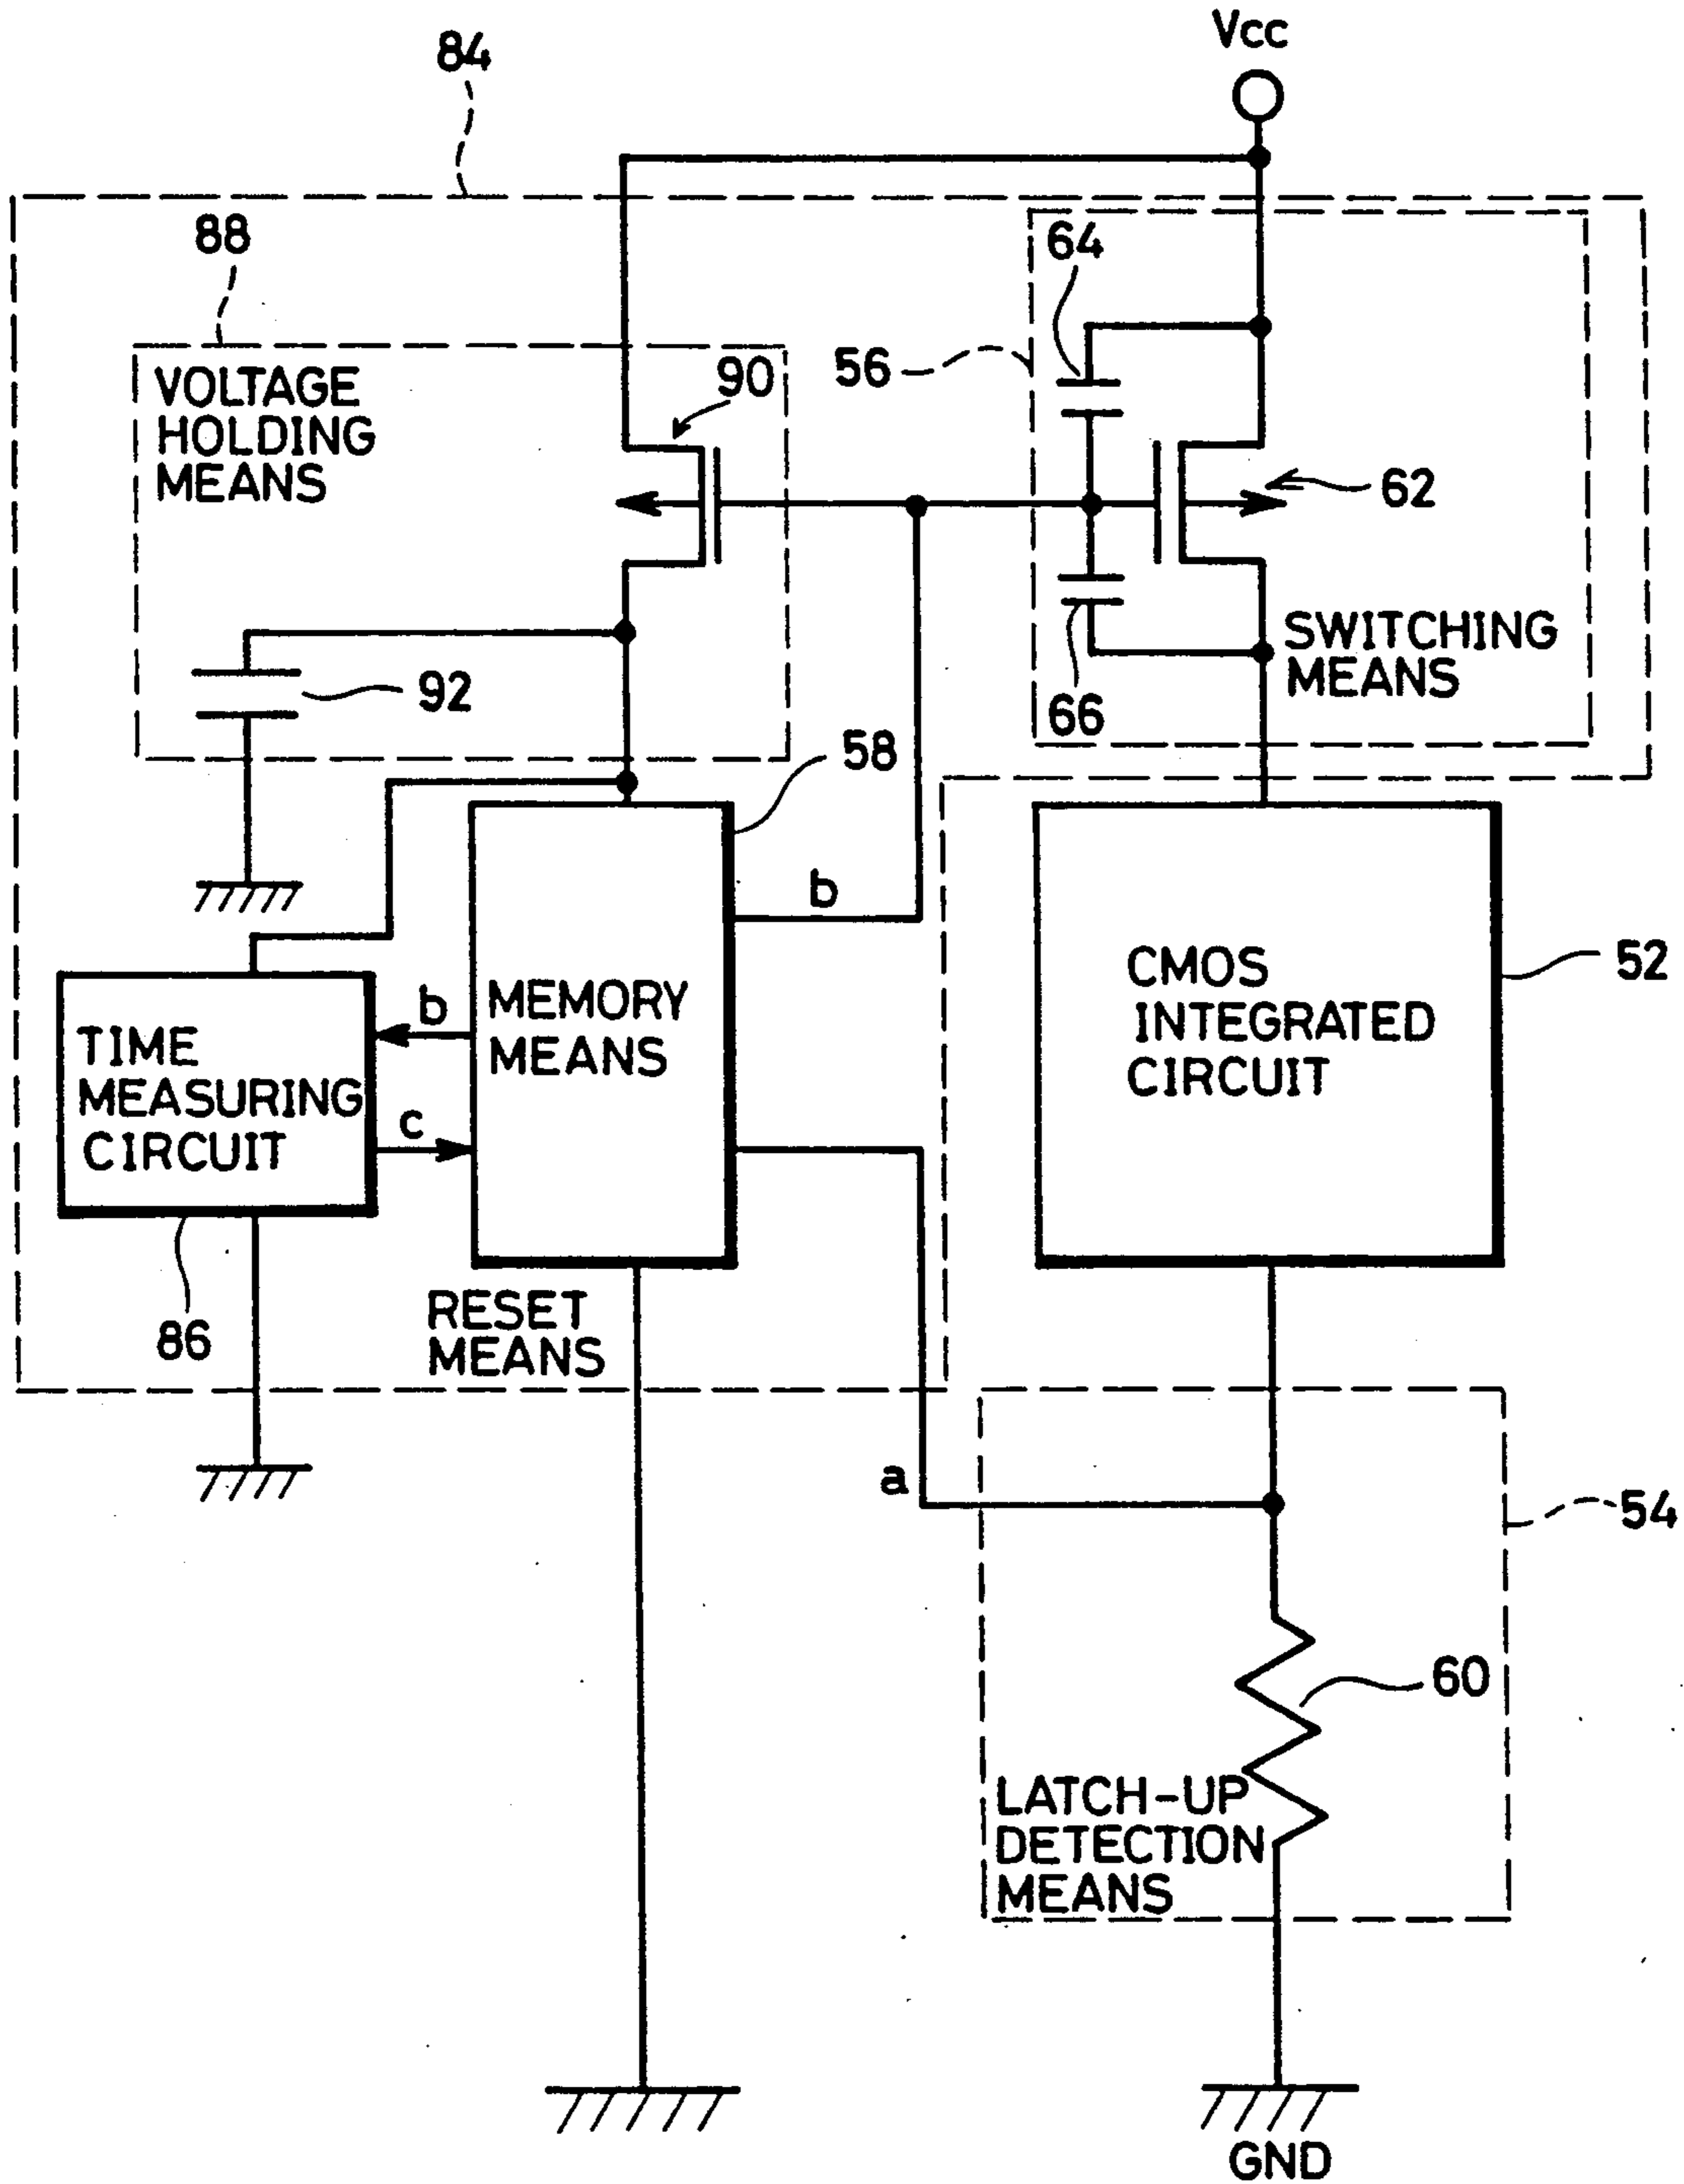 Vcc
84
88
64
56
VOLTAGE
HOLDING
MEANS
90
62
92
66
SWITCHING
MEANS
58
b
CMOS
INTEGRATED
CIRCUIT
52
b
MEMORY
MEANS
TIME
MEASURING
CIRCUIT
c
86
RESET
MEANS
a
54
60
LATCH-UP
DETECTION
MEANS
GND